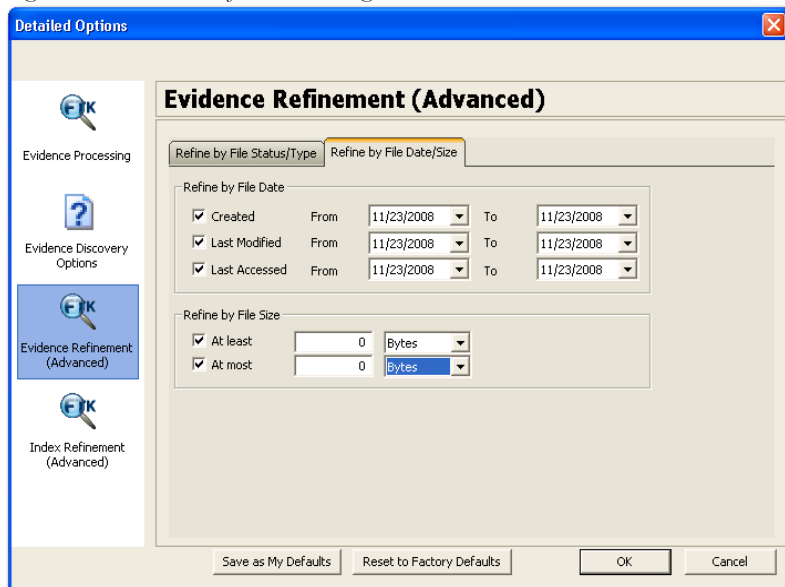 Detailed Options
FTK
Evidence Processing
Evidence Discovery
Options
FTK
Evidence Refinement
(Advanced)
FTK
Index Refinement
(Advanced)
Evidence Refinement (Advanced)
Refine by File Status/Type Refine by File Date/Size
Refine by File Date
Created From 11/23/2008 To 11/23/2008
Last Modified From 11/23/2008 To 11/23/2008
Last Accessed From 11/23/2008 To 11/23/2008
Refine by File Size
At least 0 Bytes
At most 0 Bytes
Save as My Defaults Reset to Factory Defaults OK Cancel